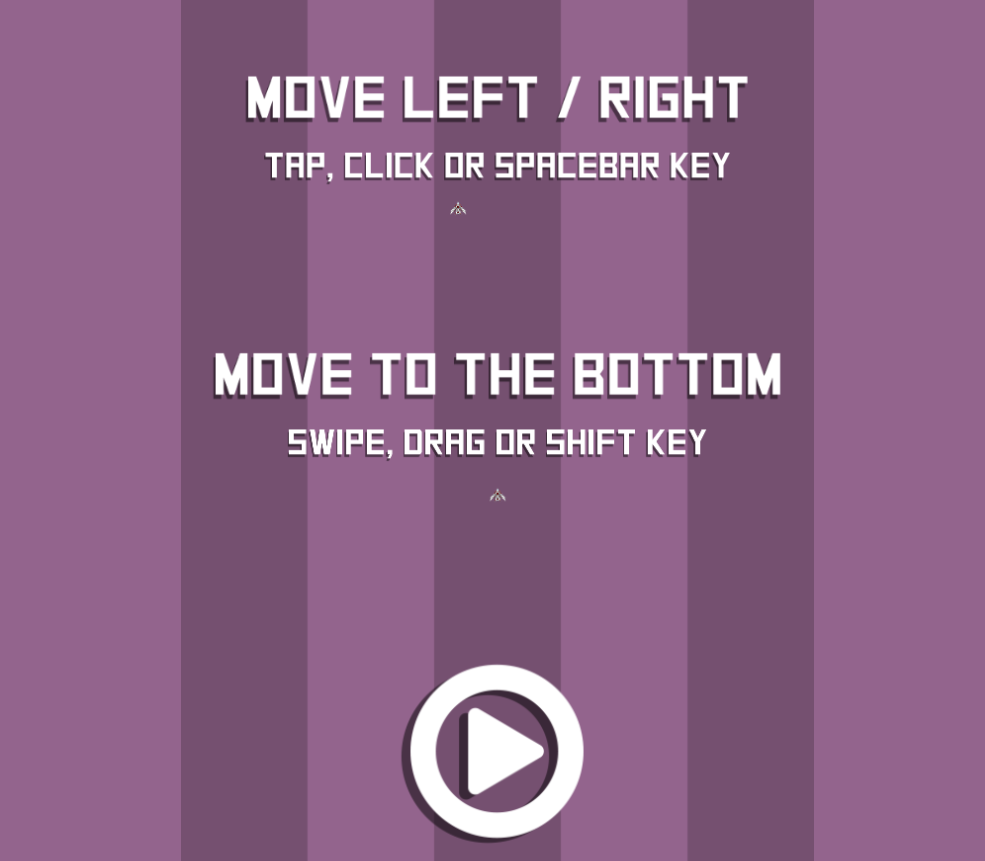 MOVE LEFT / RIGHT
TAP, CLICK OR SPACEBAR KEY
MOVE TO THE BOTTOM
SWIPE, DRAG OR SHIFT KEY